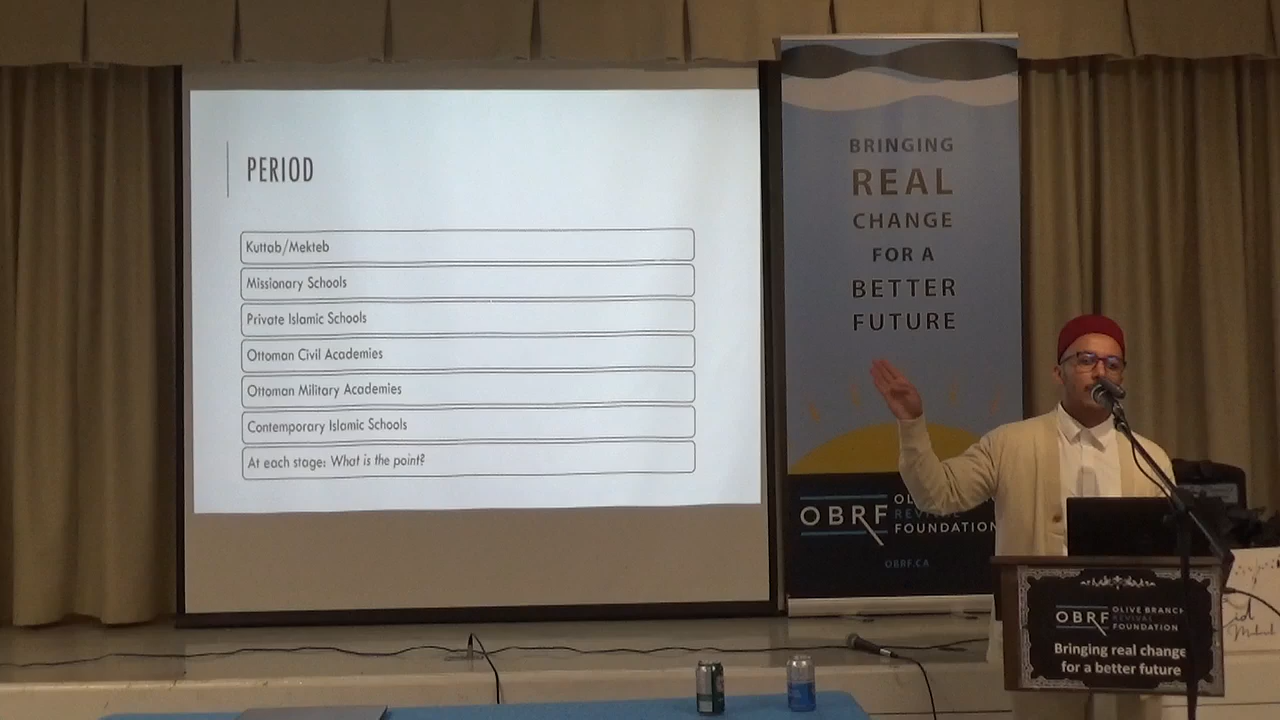 PERIOD
Kuttab/Mekteb
Missionary Schools
Private Islamic Schools
Ottoman Civil Academies
Ottoman Military Academies
Contemporary Islamic Schools
At each stage: What is the point?
BRINGING
REAL
CHANGE
FOR A
BETTER
FUTURE
OBRF
REVIVAL
FOUNDATION
OBRF.CA
OBRF
OLIVE BRANCH
REVIVAL
FOUNDATION
Bringing real change
for a better future